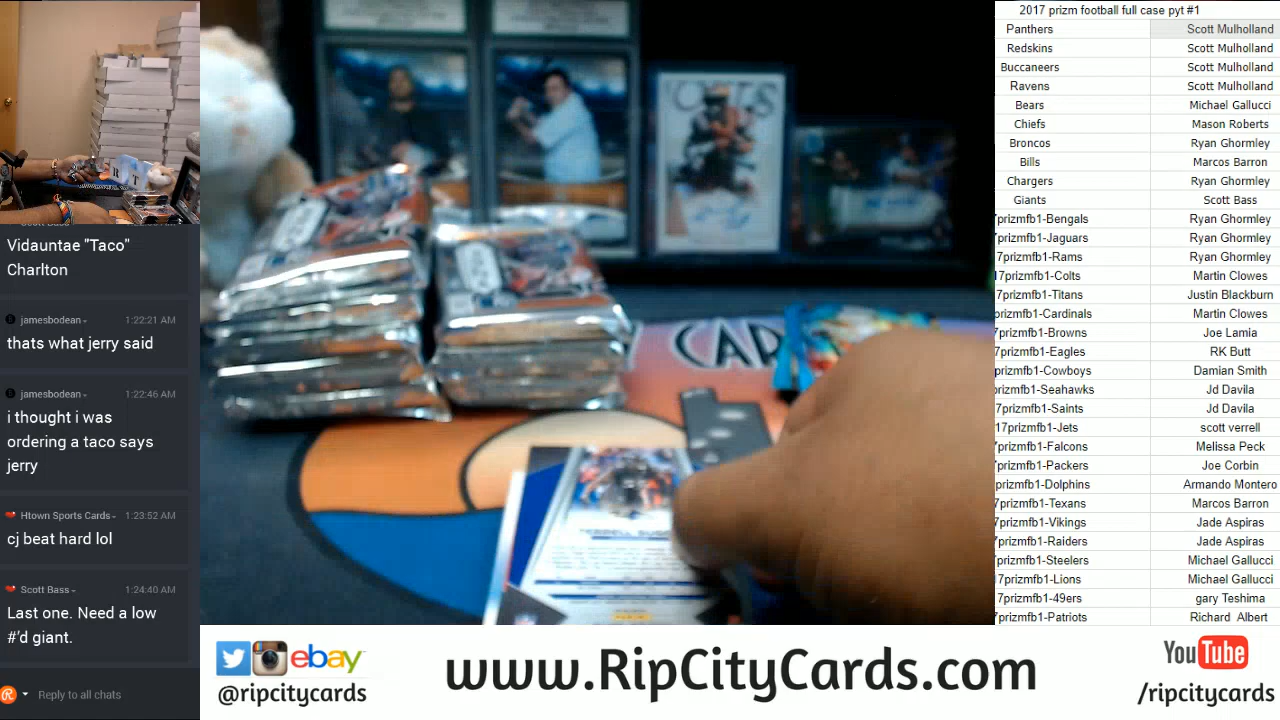 2017 prizm football full case pyt #1
Panthers Scott Mulholland
Redskins Scott Mulholland
Buccaneers Scott Mulholland
Ravens Scott Mulholland
Bears Michael Gallucci
Chiefs Mason Roberts
Broncos Ryan Ghormley
Bills Marcos Barron
Chargers Ryan Ghormley
Giants Scott Bass
7prizmfb1-Bengals Ryan Ghormley
7prizmfb1-Jaguars Ryan Ghormley
7prizmfb1-Rams Ryan Ghormley
17prizmfb1-Colts Martin Clowes
7prizmfb1-Titans Justin Blackburn
prizmfb1-Cardinals Martin Clowes
7prizmfb1-Browns Joe Lamia
7prizmfb1-Eagles RK Butt
prizmfb1-Cowboys Damian Smith
prizmfb1-Seahawks Jd Davila
7prizmfb1-Saints Jd Davila
17prizmfb1-Jets scott verrell
7prizmfb1-Falcons Melissa Peck
prizmfb1-Packers Joe Corbin
prizmfb1-Dolphins Armando Montero
7prizmfb1-Texans Marcos Barron
7prizmfb1-Vikings Jade Aspiras
7prizmfb1-Raiders Jade Aspiras
prizmfb1-Steelers Michael Gallucci
17prizmfb1-Lions Michael Gallucci
7prizmfb1-49ers gary Teshima
7prizmfb1-Patriots Richard Albert
Vidauntae "Taco"
Charlton
jamesbodean 1:22:21 AM
thats what jerry said
jamesbodean 1:22:46 AM
i thought i was
ordering a taco says
jerry
Htown Sports Cards 1:23:52 AM
cj beat hard lol
Scott Bass 1:24:40 AM
Last one. Need a low
#'d giant.
Reply to all chats
CAR
ebay
@ripcitycards
www.RipCityCards.com
YouTube
/ripcitycards